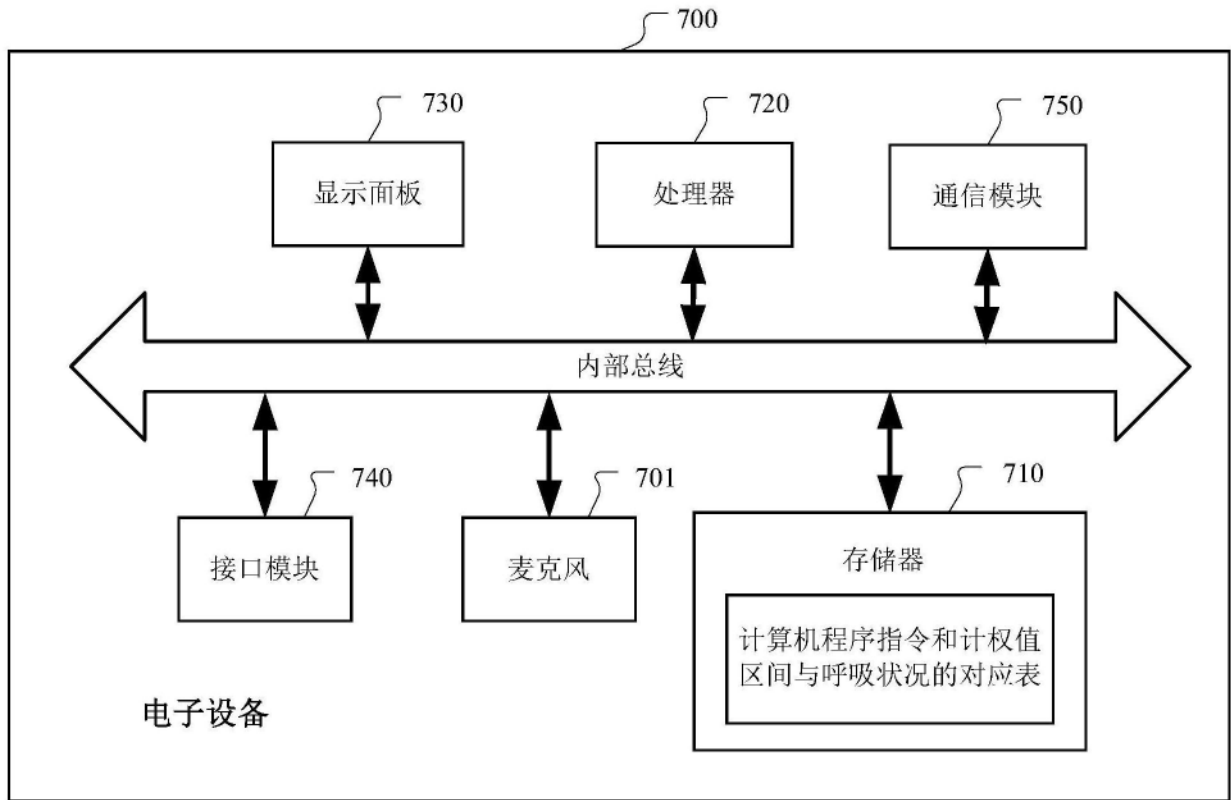 700
730
720
750
显示面板
处理器
通信模块
内部总线
740
701
710
接口模块
麦克风
存储器
计算机程序指令和计权值
区间与呼吸状况的对应表
电子设备